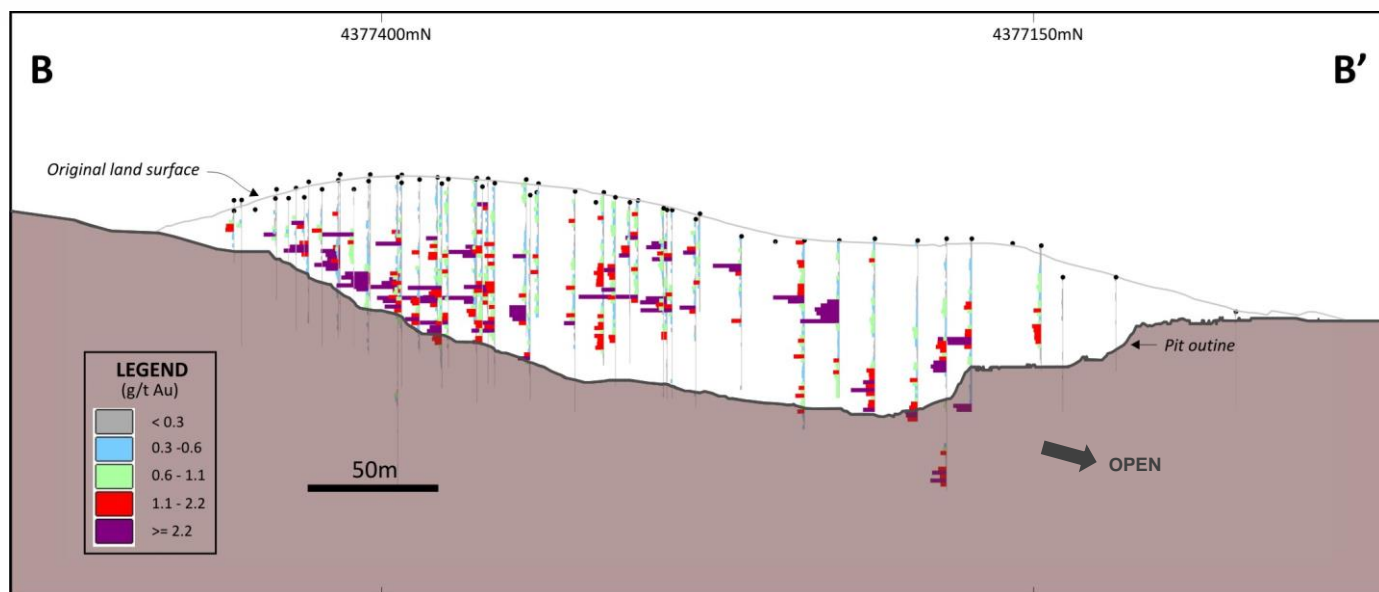 4377400mN
4377150mN
B
B’
Original land surface
Pit outine
LEGEND
(g/t Au)
< 0.3
0.3 -0.6
0.6 - 1.1
1.1 - 2.2
>= 2.2
50m
OPEN